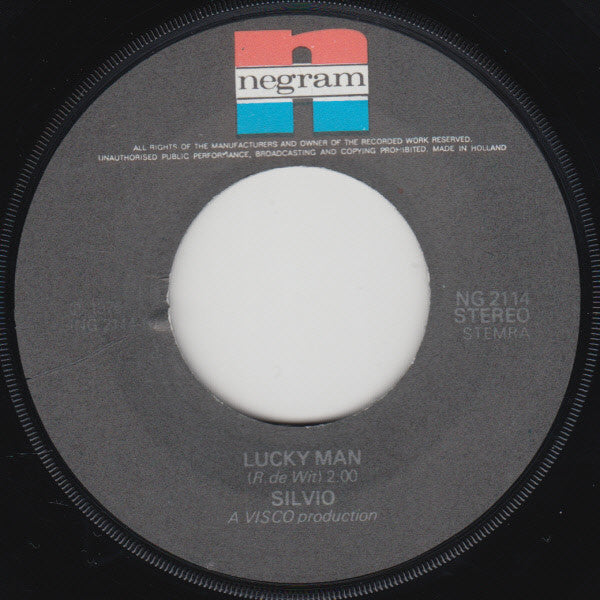 negram
ALL RIGHTS OF THE MANUFACTURERS AND OWNER OF THE RECORDED WORK RESERVED.
UNAUTHORISED PUBLIC PERFORMANCE, BROADCASTING AND COPYING PROHIBITED. MADE IN HOLLAND
NG 2114
STEREO
STEMRA
LUCKY MAN
(R. de Wit) 2.00
SILVIO
A VISCO production